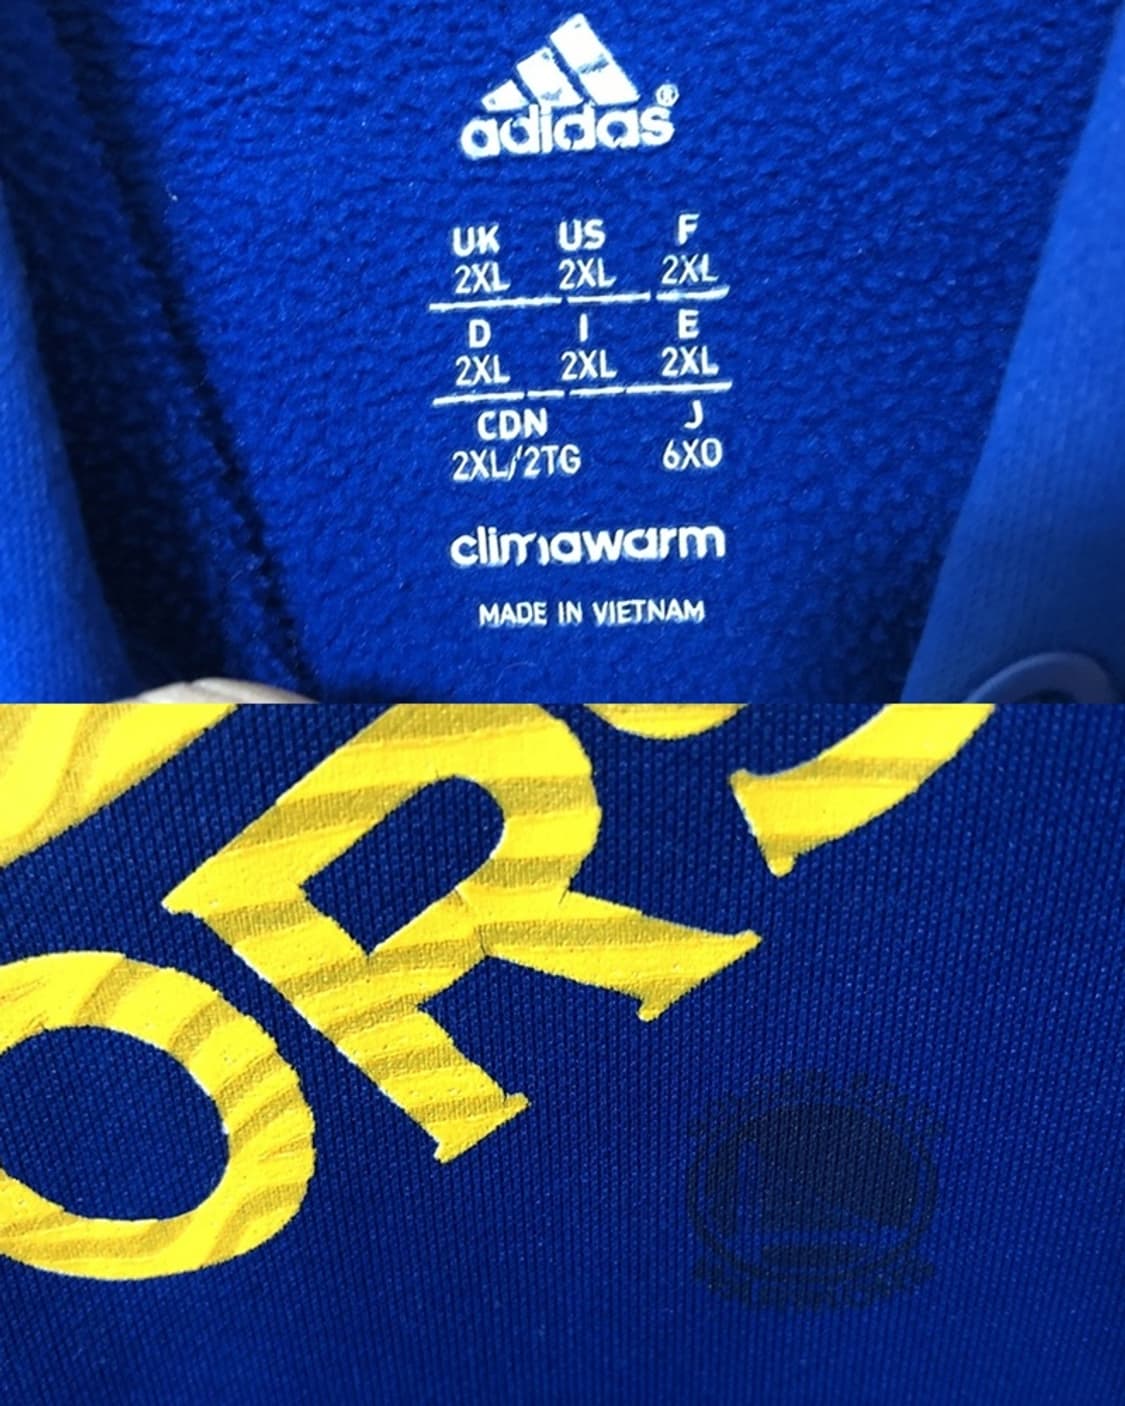 adidas®
UK US F
2XL 2XL 2XL
D I E
2XL 2XL 2XL
CDN J
2XL/2TG 6XO
climawarm
MADE IN VIETNAM
OR